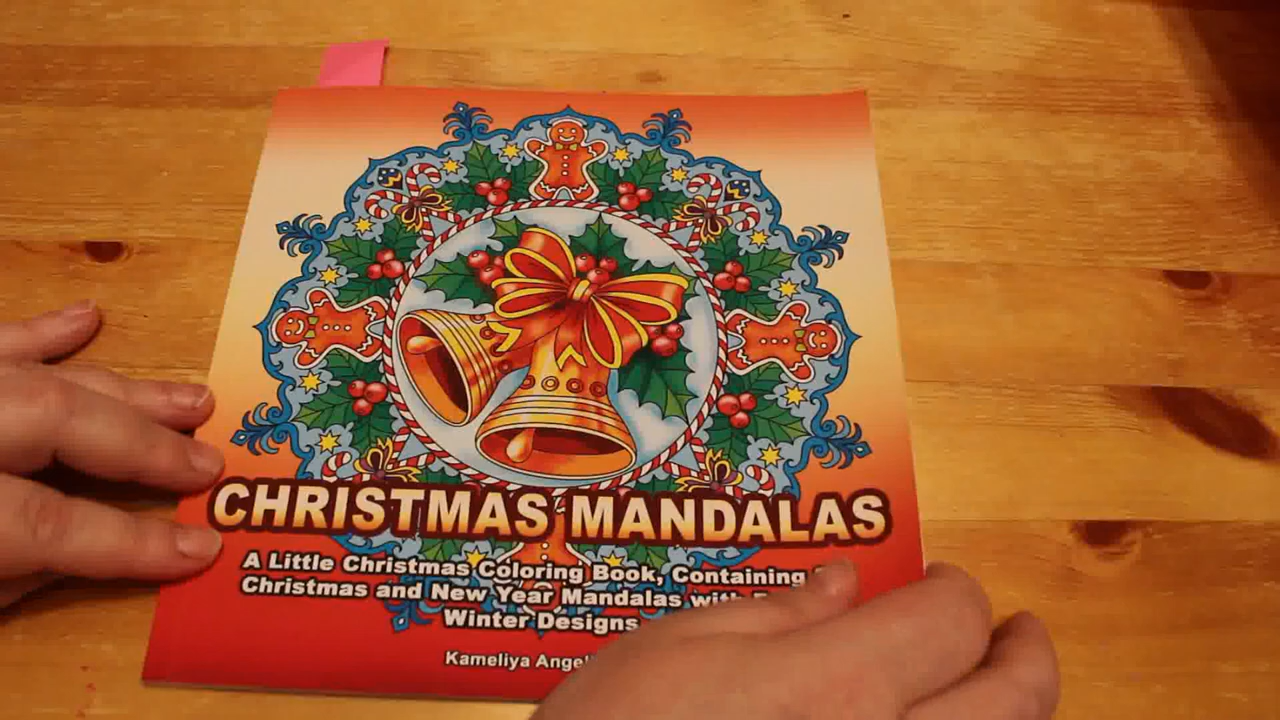 CHRISTMAS MANDALAS
A Little Christmas Coloring Book, Containing
Christmas and New Year Mandalas with
Winter Designs
Kameliya